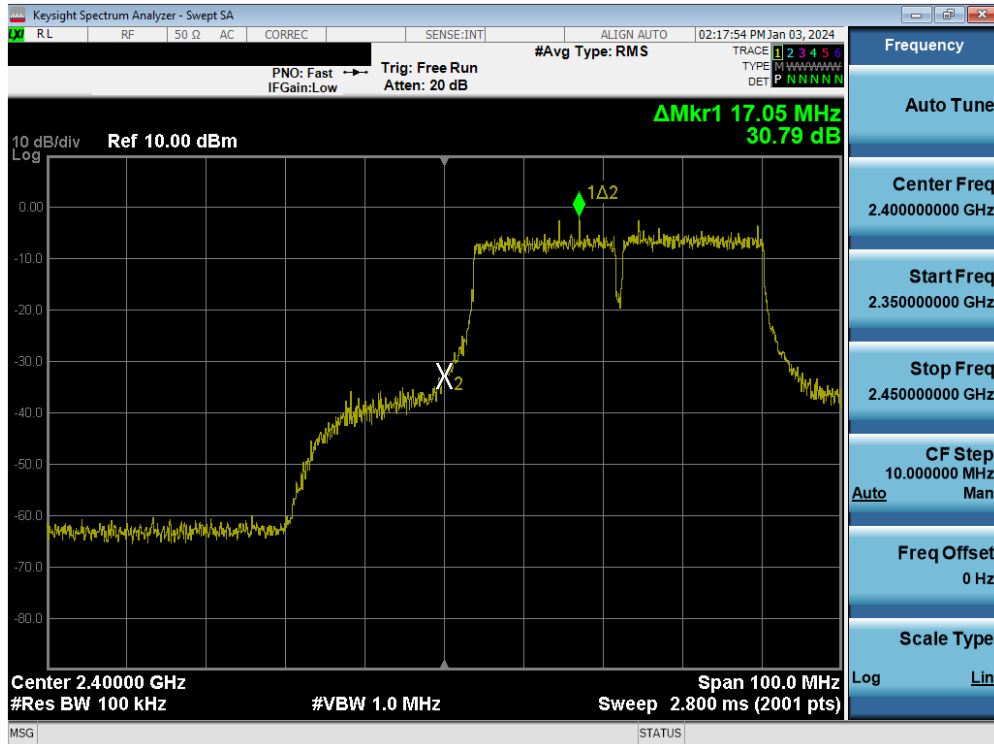 Keysight Spectrum Analyzer - Swept SA
LXI RL RF 50 Ω AC CORREC SENSE:INT ALIGN AUTO 02:17:54 PM Jan 03, 2024
#Avg Type: RMS
TRACE 1 2 3 4 5 6
TYPE M W W W W W
DET P N N N N N
PNO: Fast
IFGain:Low
Trig: Free Run
Atten: 20 dB
Frequency
ΔMkr1 17.05 MHz
30.79 dB
10 dB/div
Log
Ref 10.00 dBm
0.00
-10.0
-20.0
-30.0
-40.0
-50.0
-60.0
-70.0
-80.0
1Δ2
X2
Center 2.40000 GHz
Span 100.0 MHz
#Res BW 100 kHz
#VBW 1.0 MHz
Sweep 2.800 ms (2001 pts)
Auto Tune
Center Freq
2.400000000 GHz
Start Freq
2.350000000 GHz
Stop Freq
2.450000000 GHz
CF Step
10.000000 MHz
Auto Man
Freq Offset
0 Hz
Scale Type
Log Lin
MSG STATUS